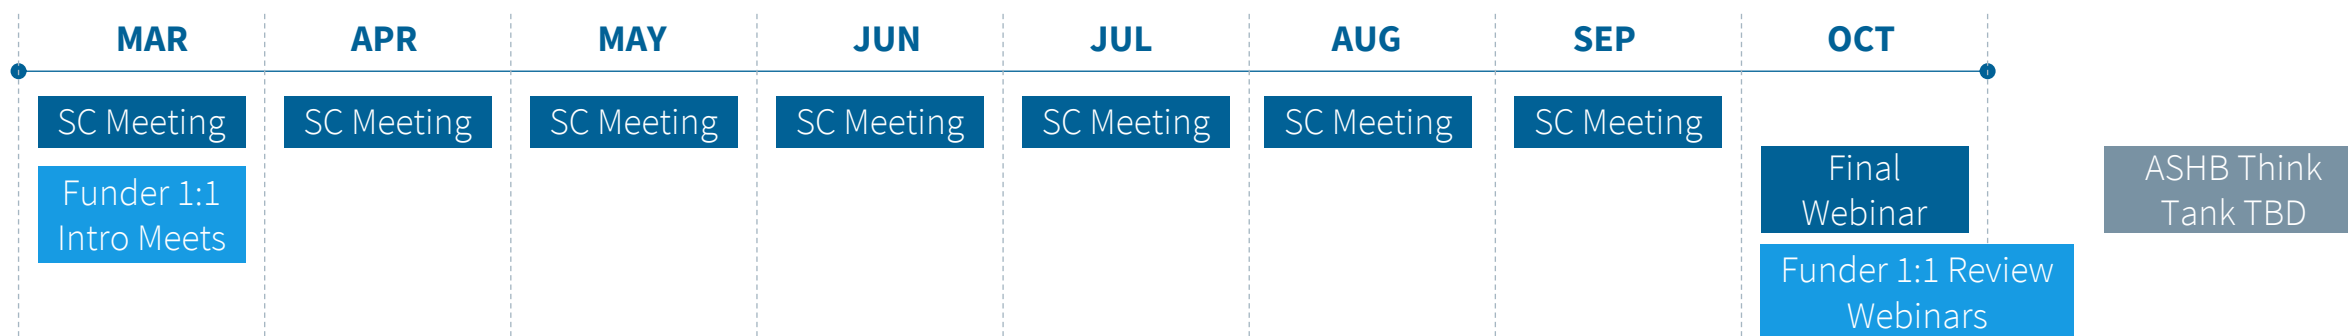 MAR APR MAY JUN JUL AUG SEP OCT
SC Meeting SC Meeting SC Meeting SC Meeting SC Meeting SC Meeting SC Meeting
Funder 1:1
Intro Meets
Final
Webinar
ASHB Think
Tank TBD
Funder 1:1 Review
Webinars